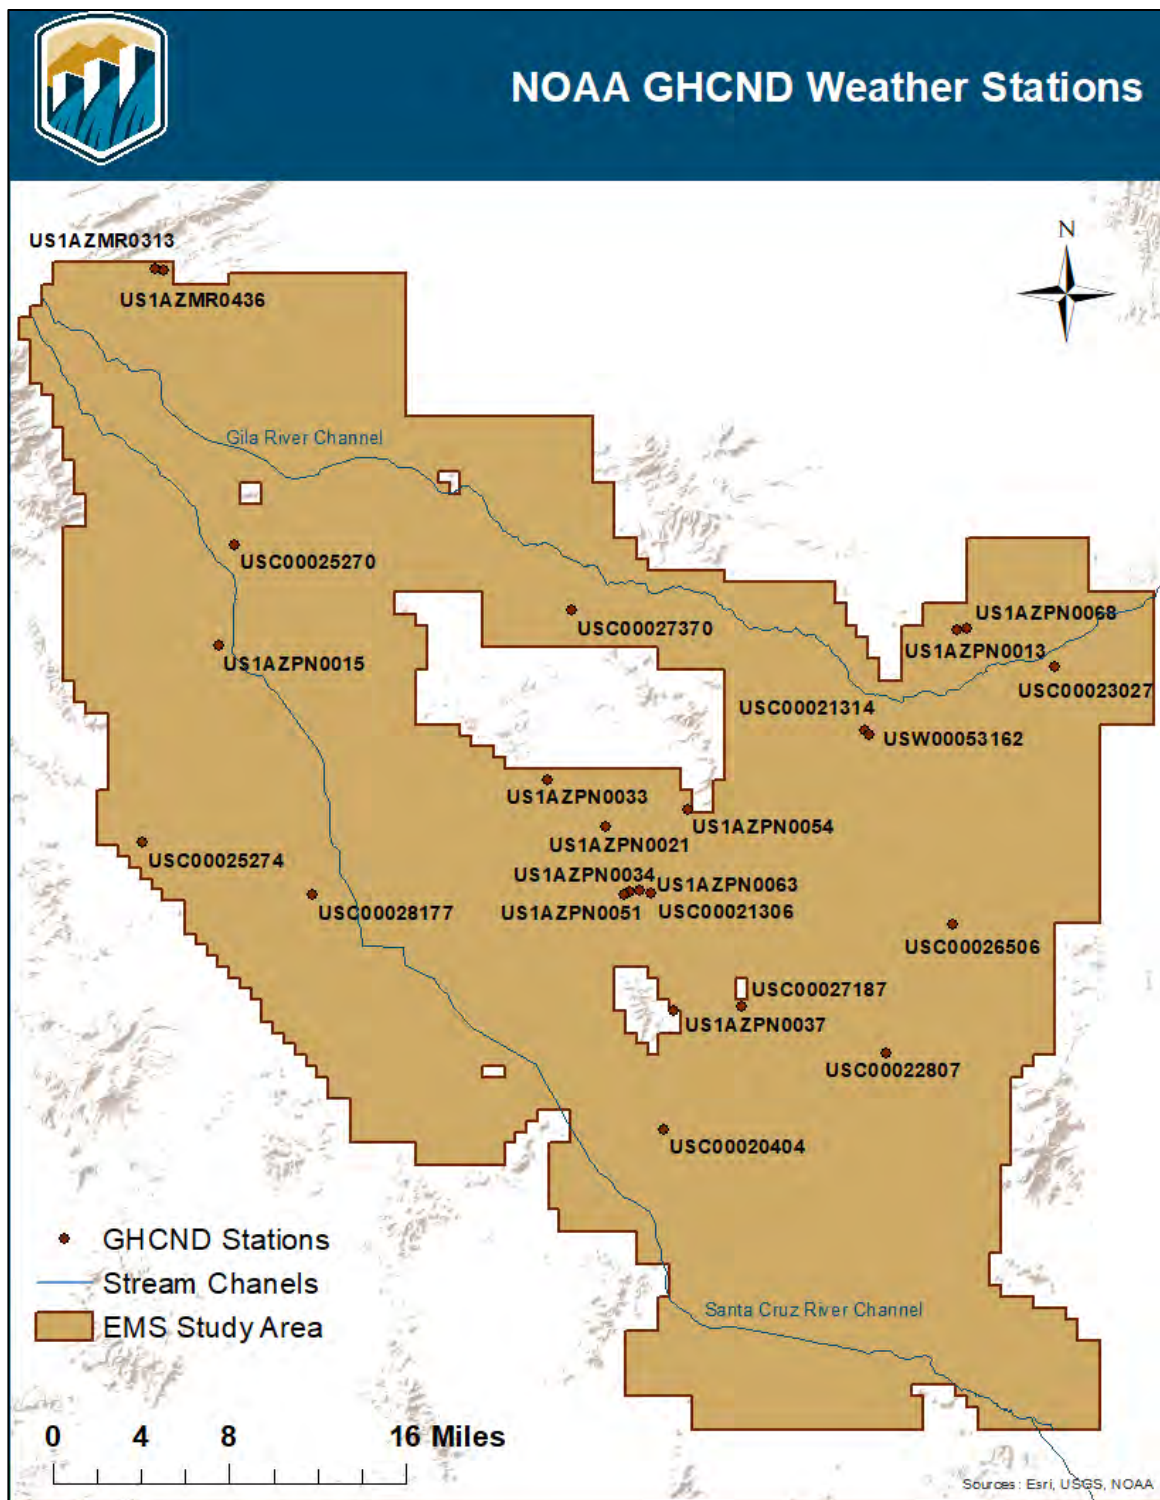 NOAA GHCND Weather Stations
N
US1AZMR0313
US1AZMR0436
Gila River Channel
USC00025270
USC00027370
US1AZPN0068
US1AZPN0013
US1AZPN0015
USC00023027
USC00021314
USW00053162
US1AZPN0033
US1AZPN0054
US1AZPN0021
USC00025274
US1AZPN0034
US1AZPN0063
USC00028177
US1AZPN0051
USC00021306
USC00026506
USC00027187
US1AZPN0037
USC00022807
USC00020404
GHCND Stations
Stream Chanels
EMS Study Area
Santa Cruz River Channel
0 4 8 16 Miles
Sources: Esri, USGS, NOAA